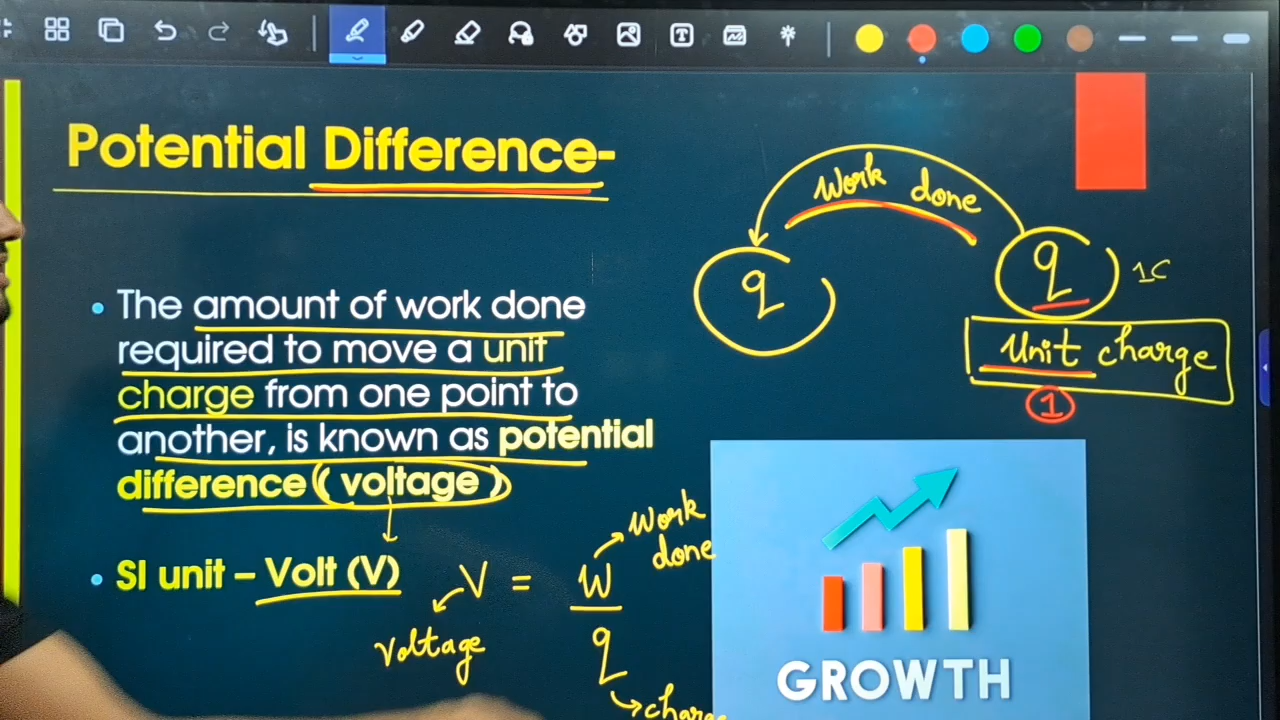 Potential Difference-
Work done
q
q
1C
Unit charge
1
• The amount of work done
required to move a unit
charge from one point to
another, is known as potential
difference ( voltage )
• SI unit – Volt (V)
V = W
q
Work
done
Voltage
charge
GROWTH